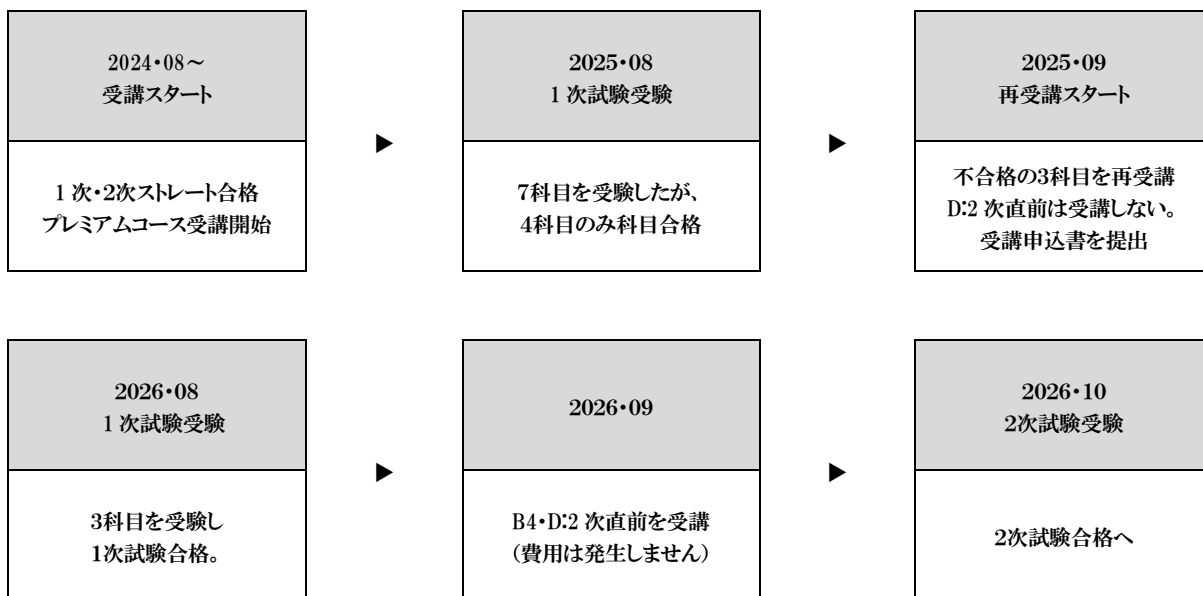 2024・08～
受講スタート
1次・2次ストレート合格
プレミアムコース受講開始
▶
2025・08
1次試験受験
7科目を受験したが、
4科目のみ科目合格
▶
2025・09
再受講スタート
不合格の3科目を再受講
D:2次直前は受講しない。
受講申込書を提出
2026・08
1次試験受験
3科目を受験し
1次試験合格。
▶
2026・09
B4・D:2次直前を受講
(費用は発生しません)
▶
2026・10
2次試験受験
2次試験合格へ